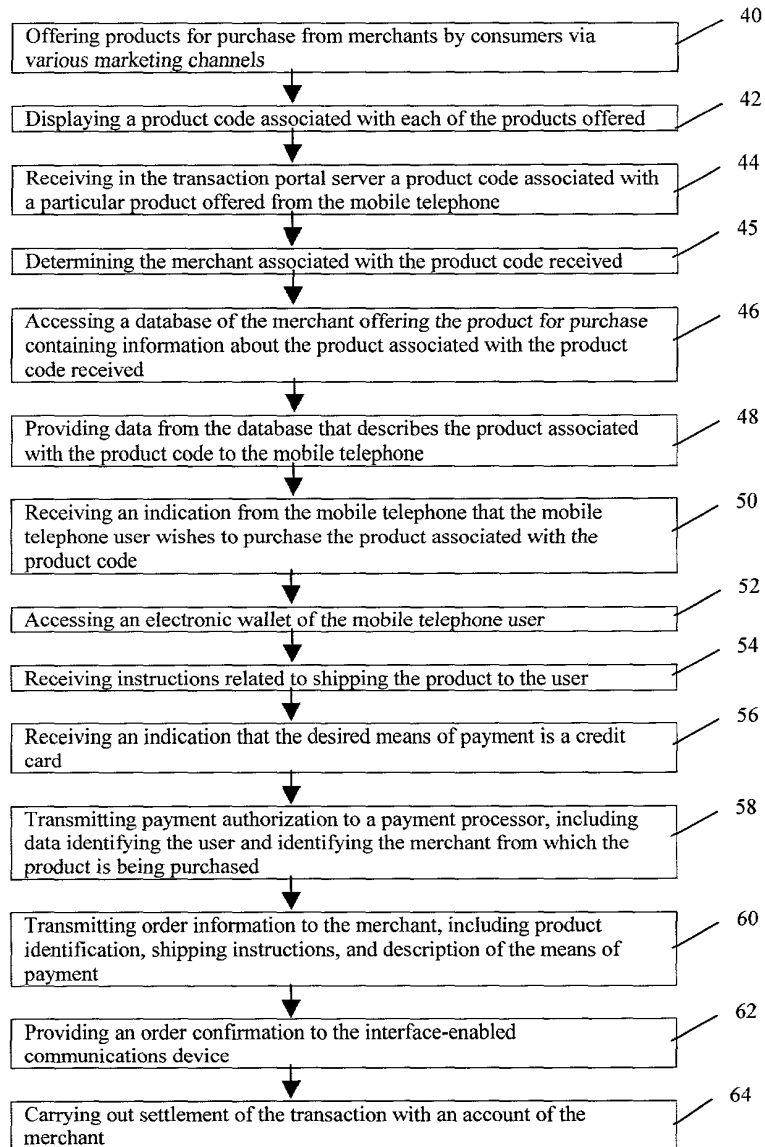 40
Offering products for purchase from merchants by consumers via
various marketing channels
42
Displaying a product code associated with each of the products offered
44
Receiving in the transaction portal server a product code associated with
a particular product offered from the mobile telephone
45
Determining the merchant associated with the product code received
46
Accessing a database of the merchant offering the product for purchase
containing information about the product associated with the product
code received
48
Providing data from the database that describes the product associated
with the product code to the mobile telephone
50
Receiving an indication from the mobile telephone that the mobile
telephone user wishes to purchase the product associated with the
product code
52
Accessing an electronic wallet of the mobile telephone user
54
Receiving instructions related to shipping the product to the user
56
Receiving an indication that the desired means of payment is a credit
card
58
Transmitting payment authorization to a payment processor, including
data identifying the user and identifying the merchant from which the
product is being purchased
60
Transmitting order information to the merchant, including product
identification, shipping instructions, and description of the means of
payment
62
Providing an order confirmation to the interface-enabled
communications device
64
Carrying out settlement of the transaction with an account of the
merchant